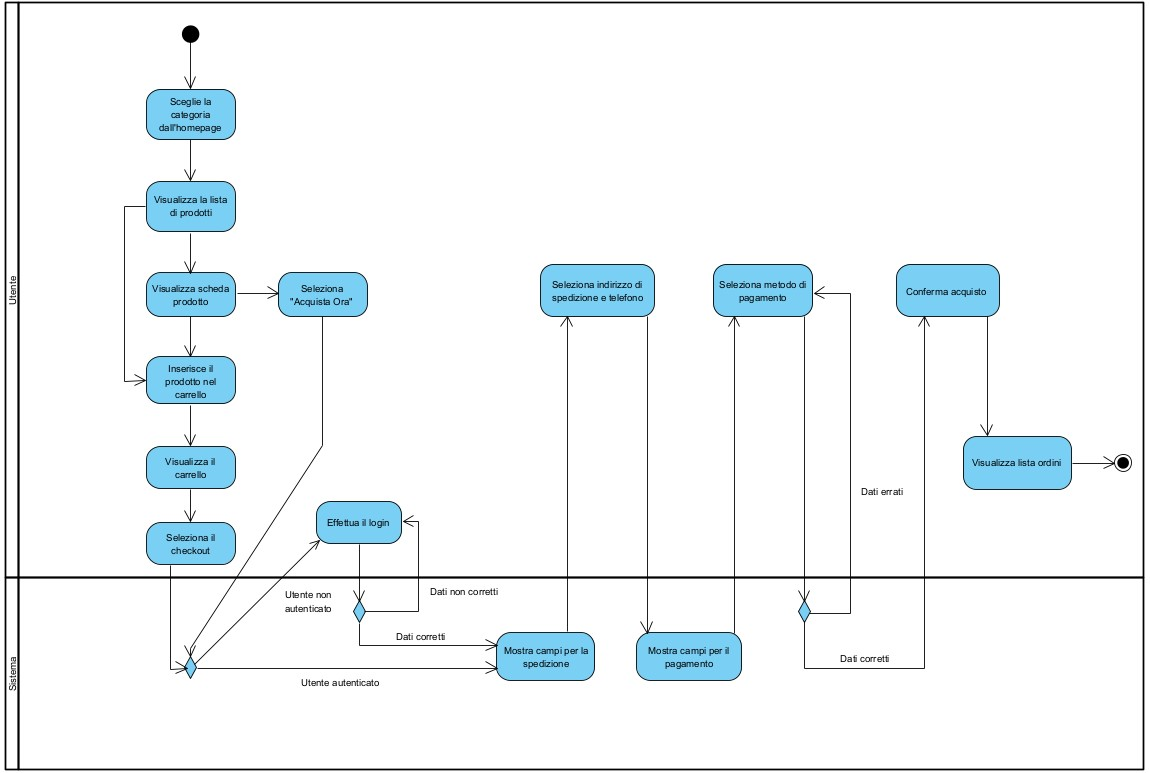 Utente
Sceglie la
categoria
dall'homepage
Visualizza la lista
di prodotti
Visualizza scheda
prodotto
Seleziona
"Acquista Ora"
Inserisce il
prodotto nel
carrello
Visualizza il
carrello
Seleziona il
checkout
Effettua il login
Seleziona indirizzo di
spedizione e telefono
Seleziona metodo di
pagamento
Conferma acquisto
Visualizza lista ordini
Dati errati
Sistema
Utente non
autenticato
Dati non corretti
Dati corretti
Mostra campi per la
spedizione
Mostra campi per il
pagamento
Dati corretti
Utente autenticato